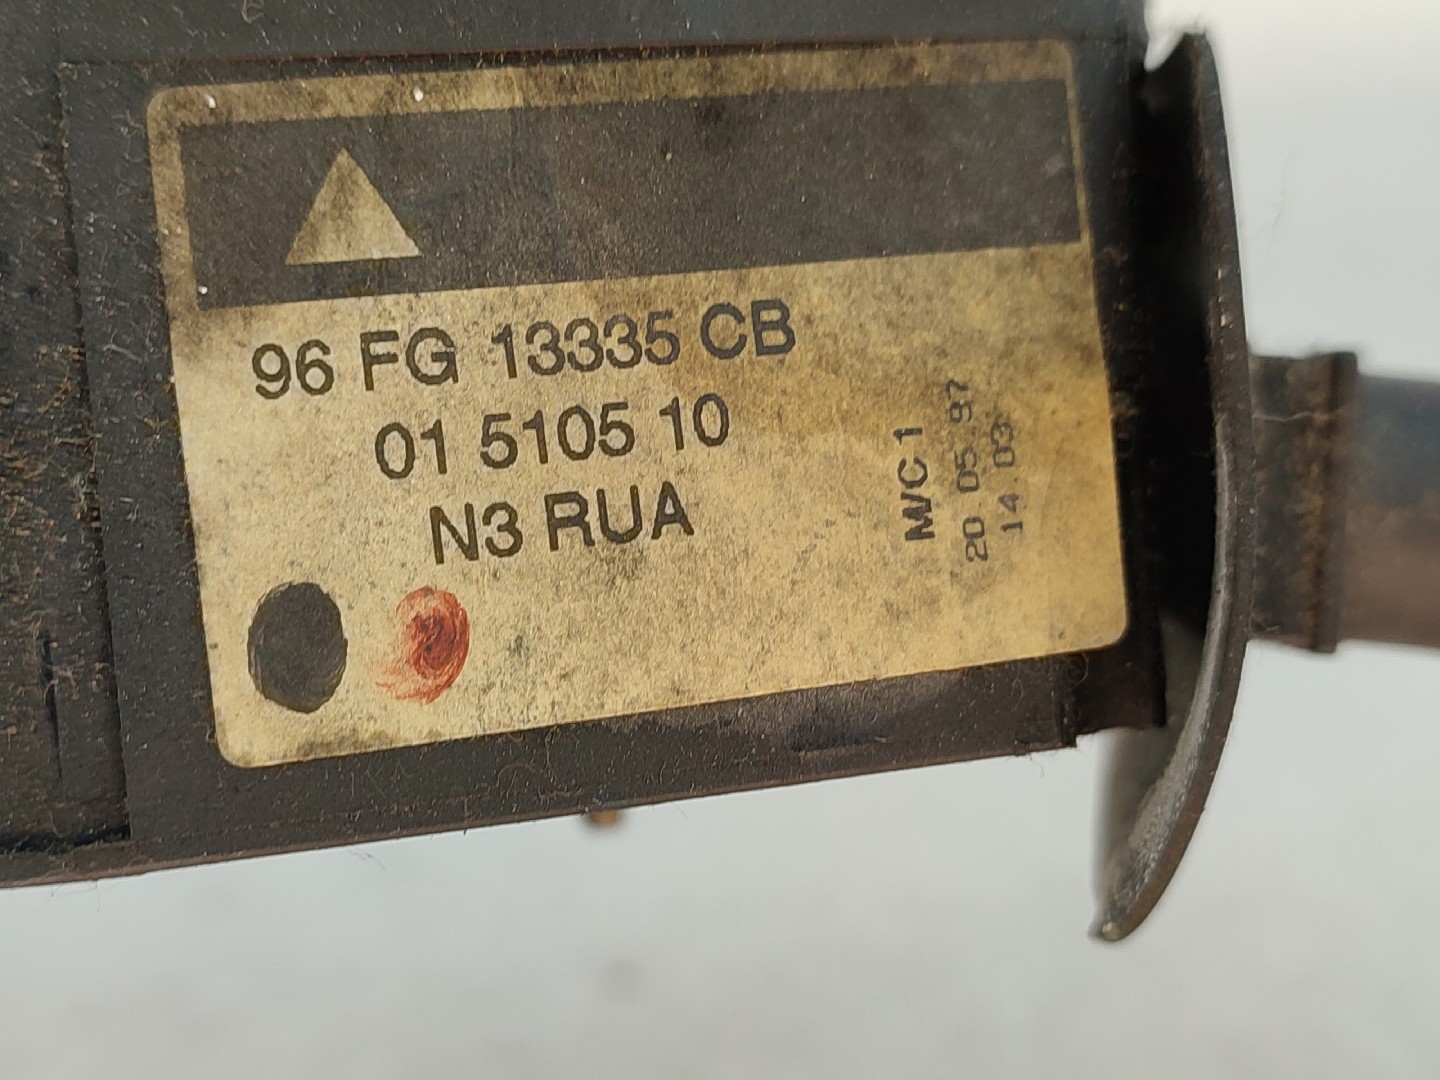 96 FG 13335 CB
01 5105 10
N3 RUA
M/C 1
20.05.97
14.03